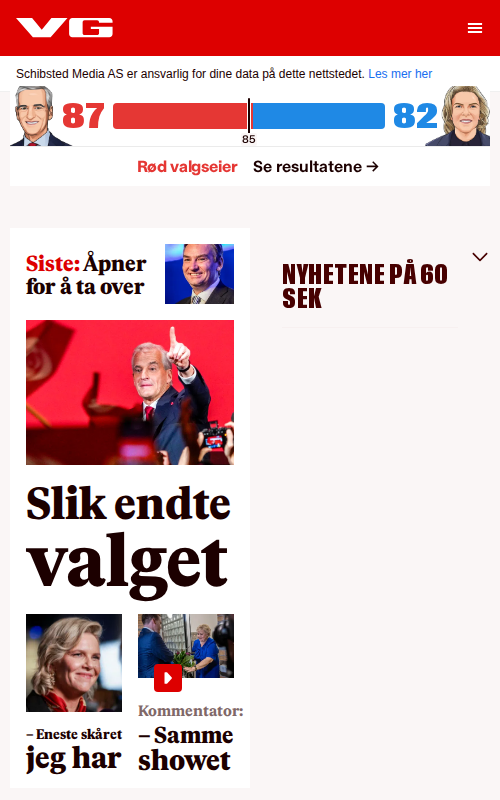 VG
Schibsted Media AS er ansvarlig for dine data på dette nettstedet. Les mer her
87
82
85
Rød valgseier Se resultatene →
Siste: Åpner
for å ta over
NYHETENE PÅ 60
SEK
Slik endte
valget
– Eneste skåret
jeg har
Kommentator:
– Samme
showet